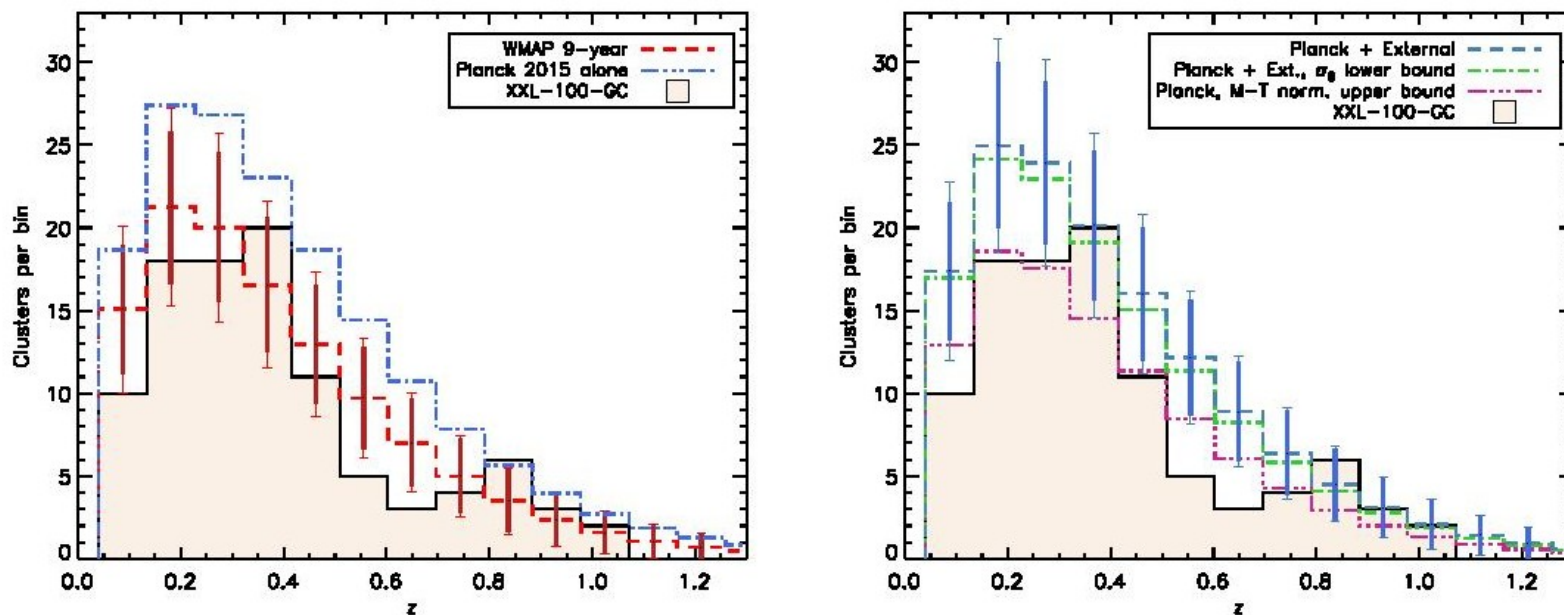 WMAP 9-year
Planck 2015 alone
XXL-100-GC
Clusters per bin
30
25
20
15
10
5
0
0.0 0.2 0.4 0.6 0.8 1.0 1.2
z
Planck + External
Planck + Ext., σ8 lower bound
Planck, M-T norm. upper bound
XXL-100-GC
Clusters per bin
30
25
20
15
10
5
0
0.0 0.2 0.4 0.6 0.8 1.0 1.2
z